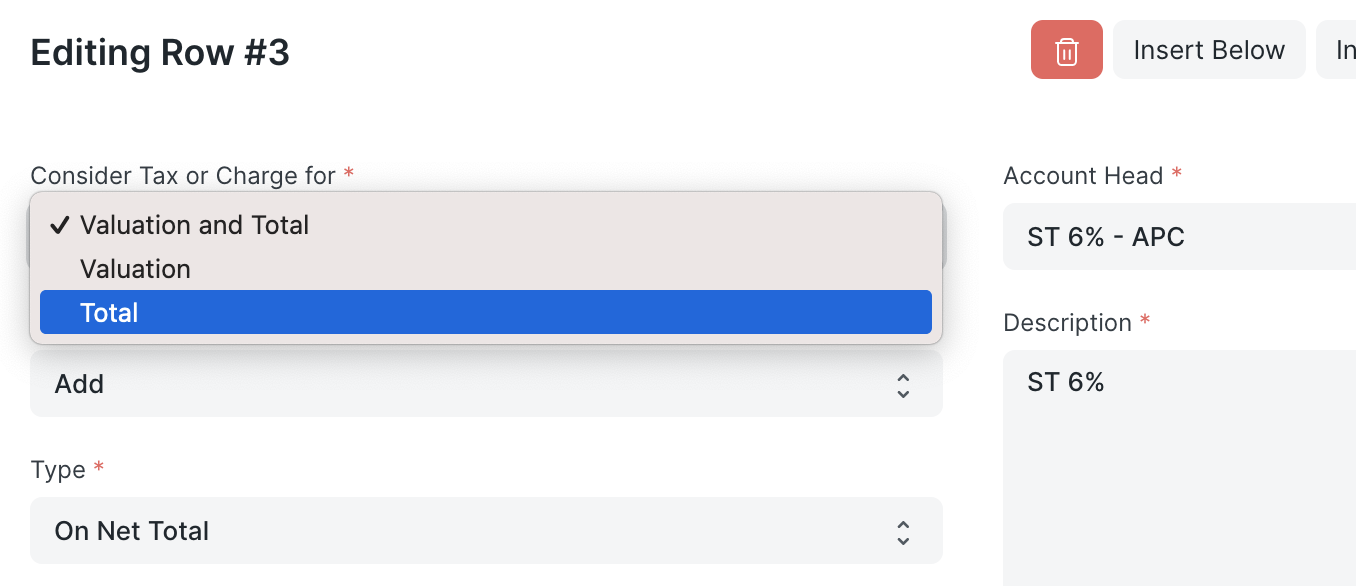 Editing Row #3
Insert Below
In
Consider Tax or Charge for *
✓ Valuation and Total
Valuation
Total
Add
Type *
On Net Total
Account Head *
ST 6% - APC
Description *
ST 6%